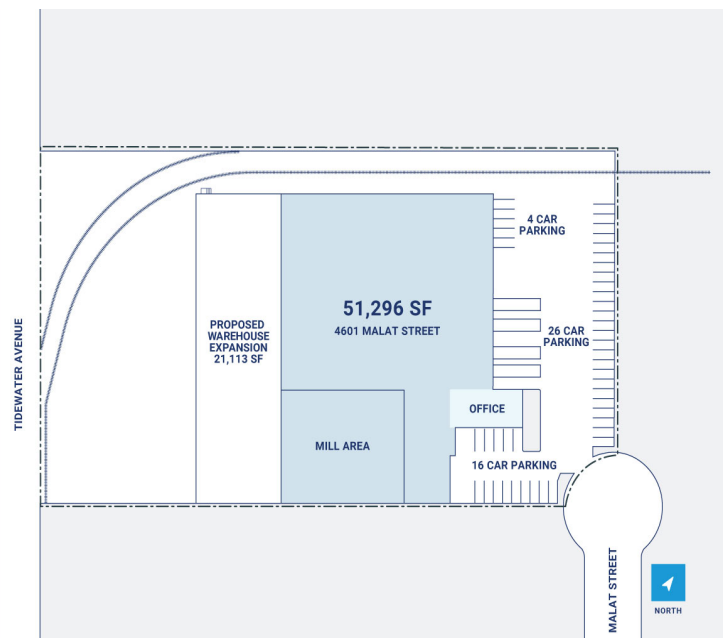 4 CAR
PARKING
51,296 SF
4601 MALAT STREET
PROPOSED
WAREHOUSE
EXPANSION
21,113 SF
26 CAR
PARKING
TIDEWATER AVENUE
OFFICE
MILL AREA
16 CAR PARKING
MALAT STREET
NORTH